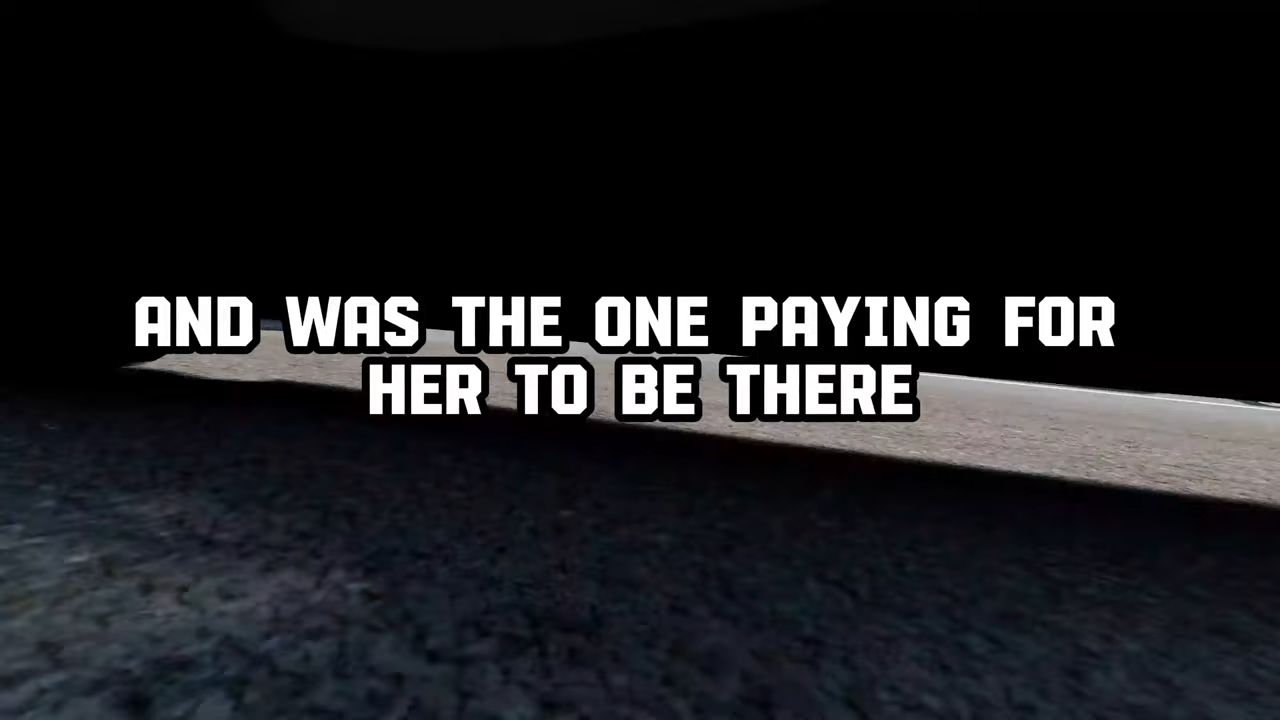 AND WAS THE ONE PAYING FOR
HER TO BE THERE